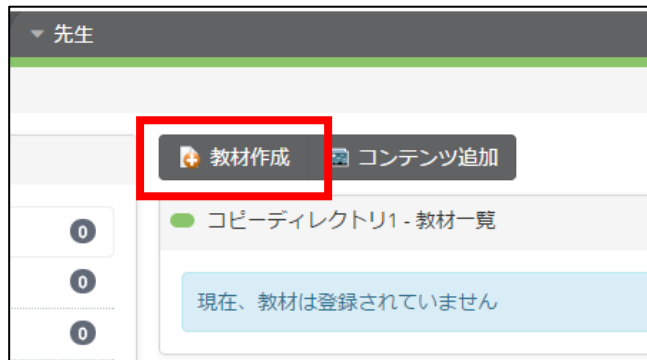 先生
教材作成 コンテンツ追加
コピーディレクトリ1 - 教材一覧
0
現在、教材は登録されていません
0
0